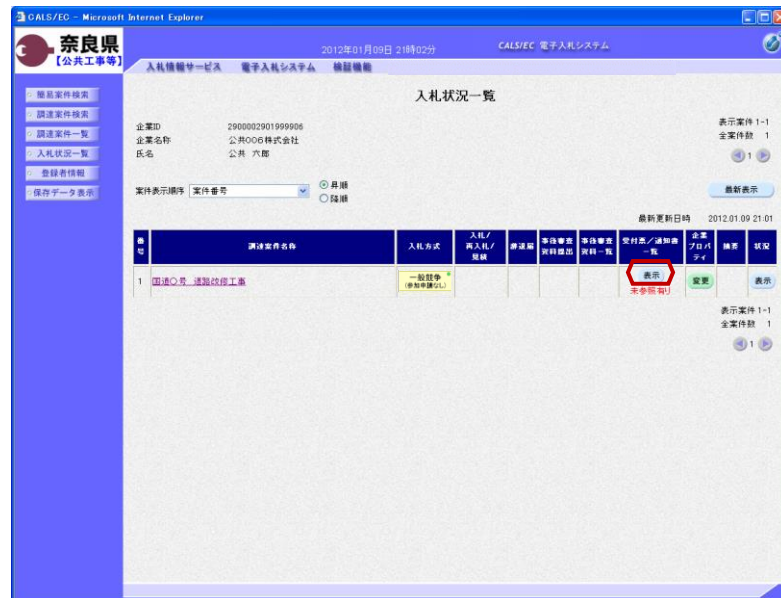 CALS/EC - Microsoft Internet Explorer
奈良県
【公共工事等】
2012年01月09日 21時02分
CALS/EC 電子入札システム
入札情報サービス 電子入札システム 検証機能
簡易案件検索
調達案件検索
調達案件一覧
入札状況一覧
登録者情報
保存データ表示
入札状況一覧
企業ID 2900002901999906
企業名称 公共006株式会社
氏名 公共 六郎
表示案件 1-1
全案件数 1
1
案件表示順序 案件番号
昇順
降順
最新表示
最新更新日時 2012.01.09 21:01
番号 調達案件名称 入札方式 入札/再入札/見積 辞退届 事後審査資料提出 事後審査資料一覧 受付票/通知書一覧 企業プロパティ 摘要 状況
1 国道〇号 道路改修工事 一般競争(参加申請なし) 表示 未参照有り 変更 表示
表示案件 1-1
全案件数 1
1